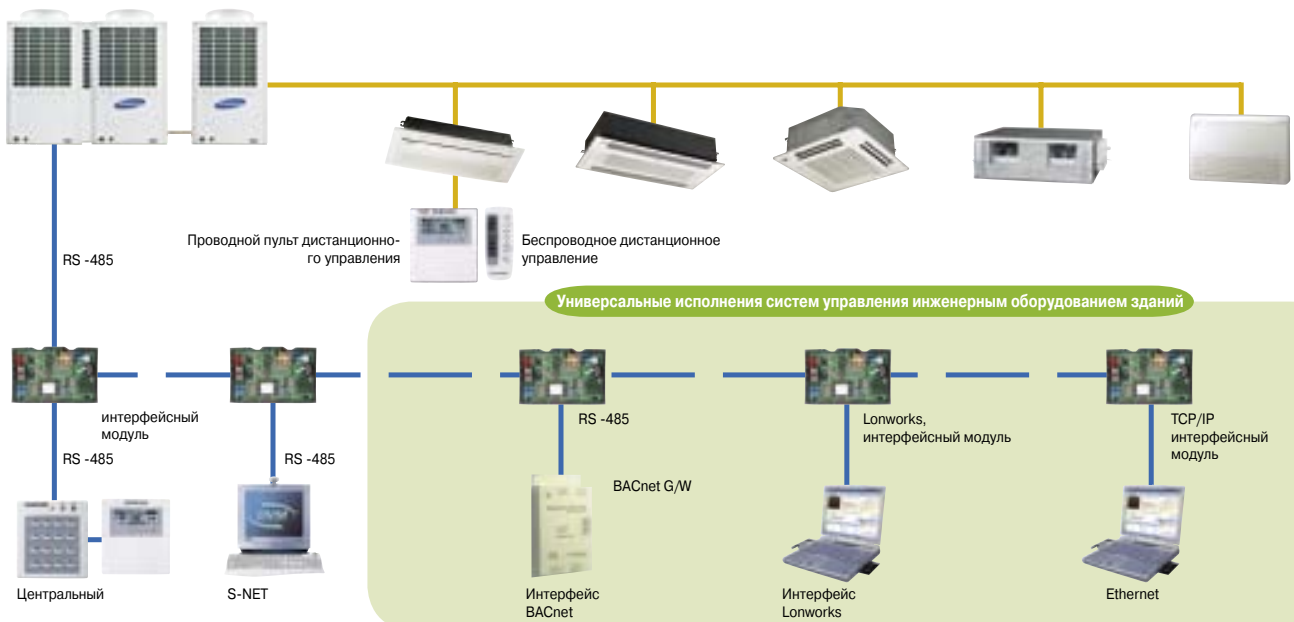 Проводной пульт дистанционно-
го управления
Беспроводное дистанционное
управление
RS -485
Универсальные исполнения систем управления инженерным оборудованием зданий
интерфейсный
модуль
RS -485
RS -485
RS -485
Lonworks,
интерфейсный модуль
TCP/IP
интерфейсный
модуль
BACnet G/W
Центральный
S-NET
Интерфейс
BACnet
Интерфейс
Lonworks
Ethernet